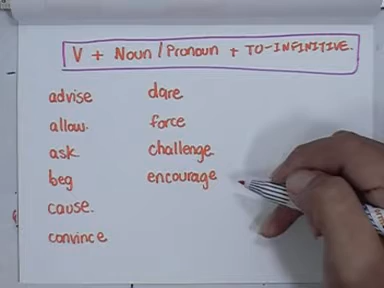 V + Noun / Pronoun + TO-INFINITIVE.
advise
allow.
ask
beg
cause.
convince
dare
force
challenge
encourage